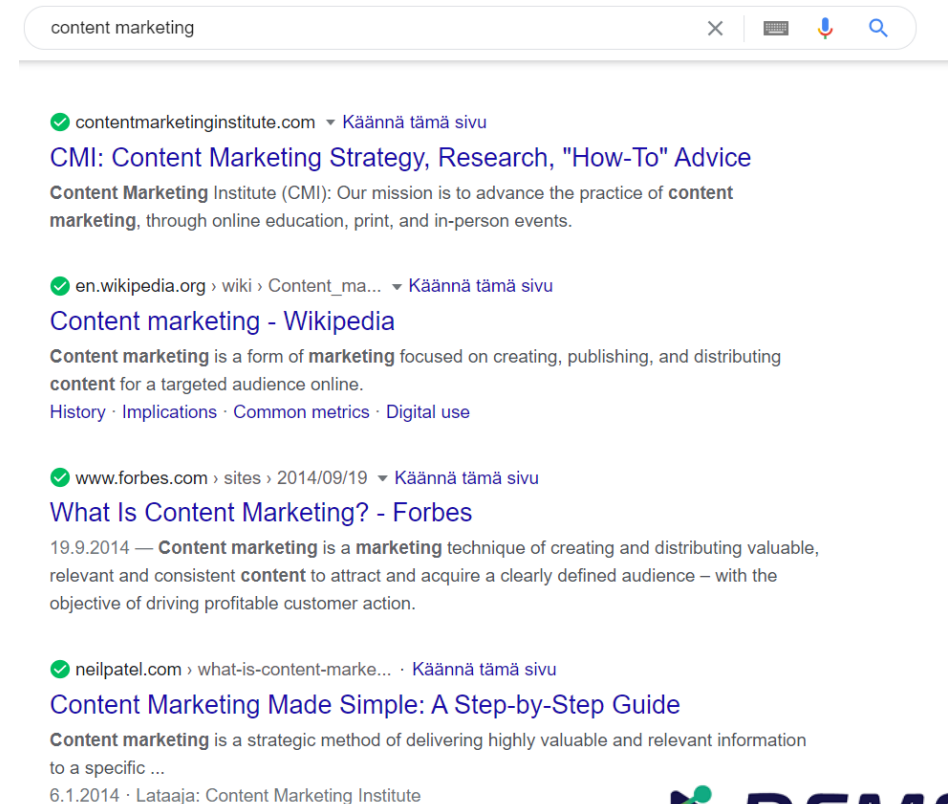 content marketing
contentmarketinginstitute.com Käännä tämä sivu
CMI: Content Marketing Strategy, Research, "How-To" Advice
Content Marketing Institute (CMI): Our mission is to advance the practice of content
marketing, through online education, print, and in-person events.
en.wikipedia.org › wiki › Content_ma... Käännä tämä sivu
Content marketing - Wikipedia
Content marketing is a form of marketing focused on creating, publishing, and distributing
content for a targeted audience online.
History · Implications · Common metrics · Digital use
www.forbes.com › sites › 2014/09/19 Käännä tämä sivu
What Is Content Marketing? - Forbes
19.9.2014 — Content marketing is a marketing technique of creating and distributing valuable,
relevant and consistent content to attract and acquire a clearly defined audience – with the
objective of driving profitable customer action.
neilpatel.com › what-is-content-marke... · Käännä tämä sivu
Content Marketing Made Simple: A Step-by-Step Guide
Content marketing is a strategic method of delivering highly valuable and relevant information
to a specific ...
6.1.2014 · Lataaja: Content Marketing Institute